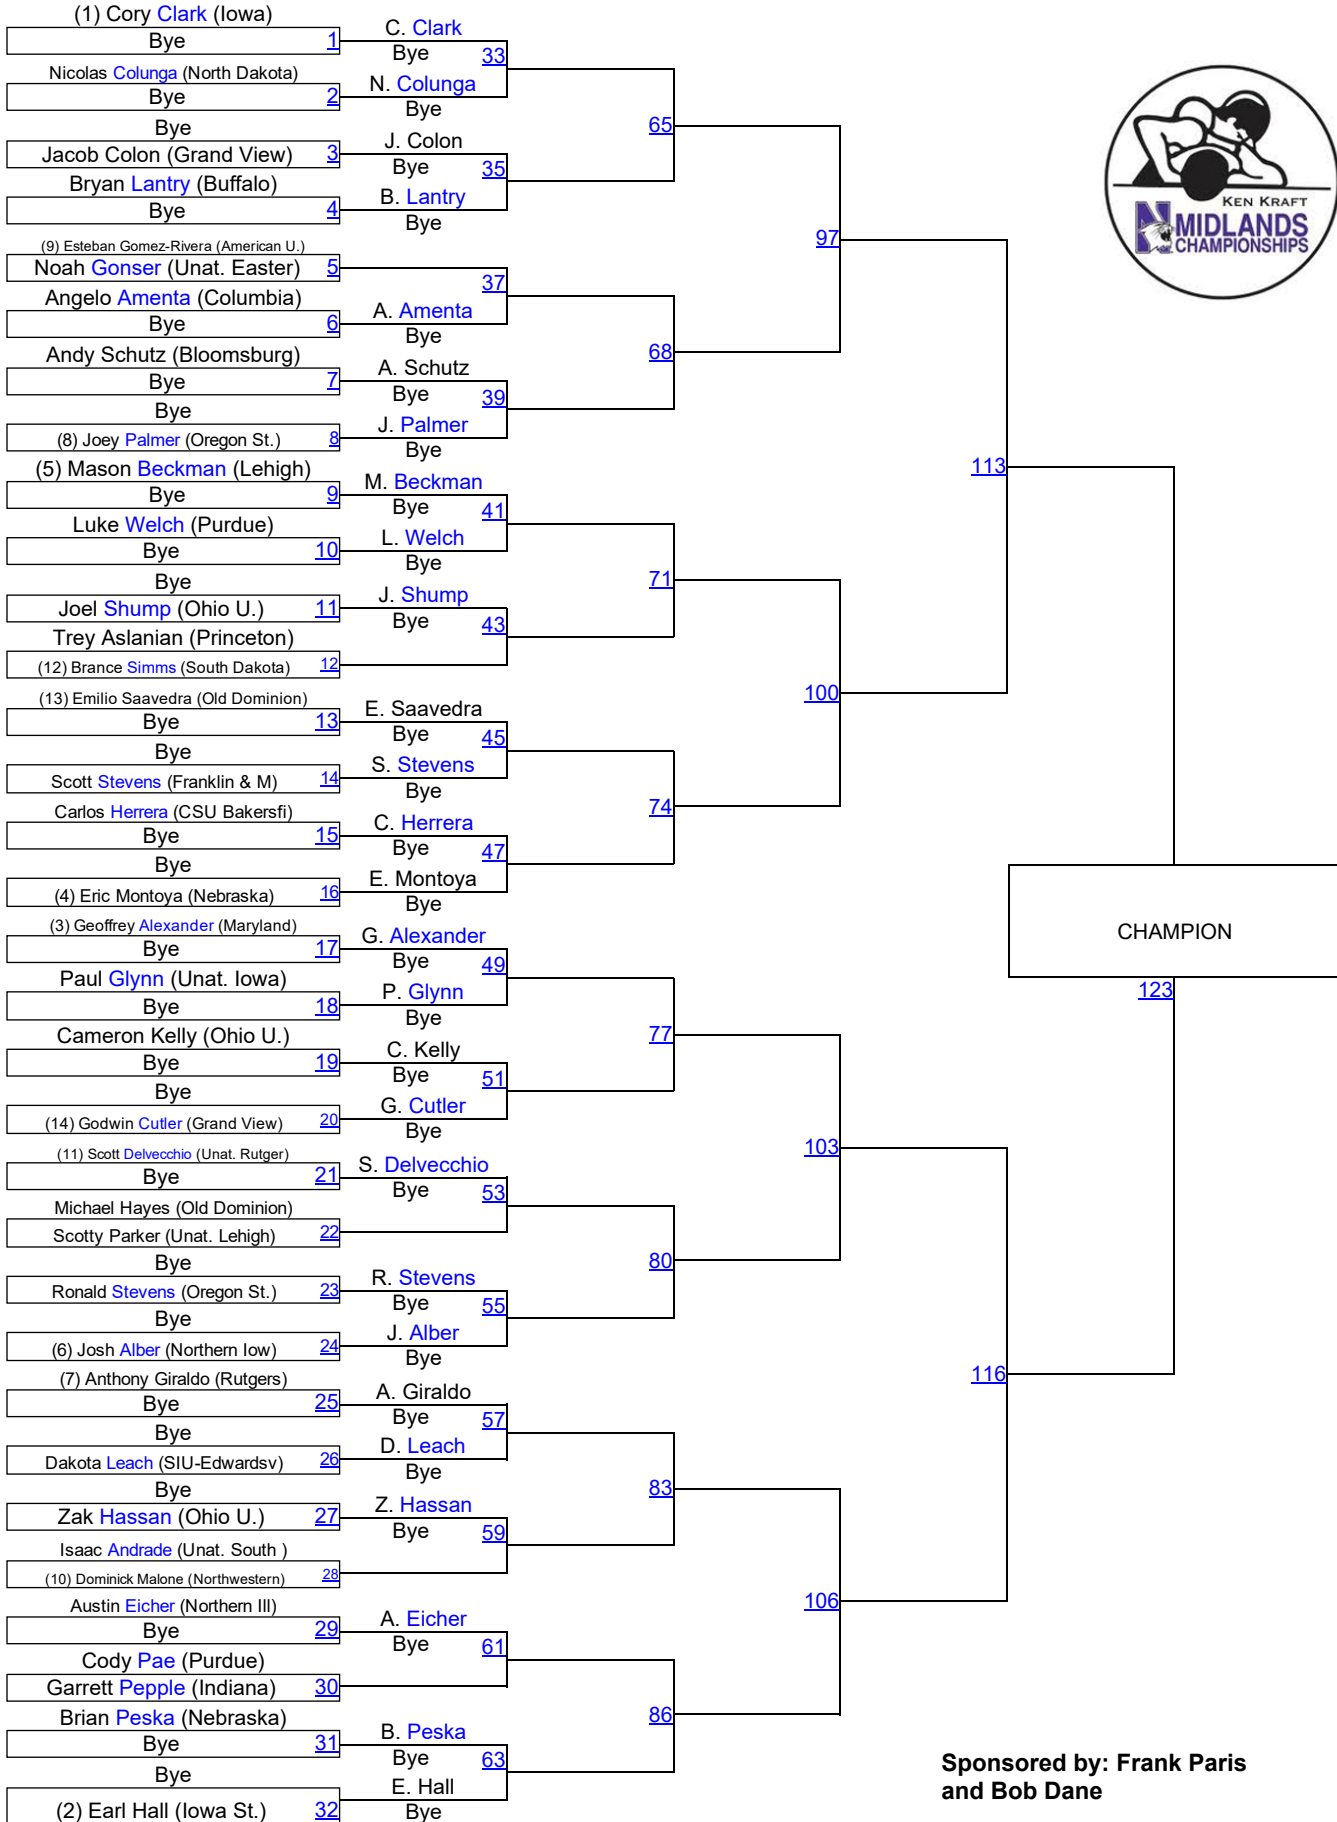 (1) Cory Clark (Iowa)
Bye 1
Nicolas Colunga (North Dakota)
Bye 2
Bye
Jacob Colon (Grand View) 3
Bryan Lantry (Buffalo)
Bye 4
(9) Esteban Gomez-Rivera (American U.)
Noah Gonser (Unat. Easter) 5
Angelo Amenta (Columbia)
Bye 6
Andy Schutz (Bloomsburg)
Bye 7
Bye
(8) Joey Palmer (Oregon St.) 8
(5) Mason Beckman (Lehigh)
Bye 9
Luke Welch (Purdue)
Bye 10
Bye
Joel Shump (Ohio U.) 11
Trey Aslanian (Princeton)
(12) Brance Simms (South Dakota) 12
(13) Emilio Saavedra (Old Dominion)
Bye 13
Bye
Scott Stevens (Franklin & M) 14
Carlos Herrera (CSU Bakersfi)
Bye 15
Bye
(4) Eric Montoya (Nebraska) 16
(3) Geoffrey Alexander (Maryland)
Bye 17
Paul Glynn (Unat. Iowa)
Bye 18
Cameron Kelly (Ohio U.)
Bye 19
Bye
(14) Godwin Cutler (Grand View) 20
(11) Scott Delvecchio (Unat. Rutger)
Bye 21
Michael Hayes (Old Dominion)
Scotty Parker (Unat. Lehigh) 22
Bye
Ronald Stevens (Oregon St.) 23
Bye
(6) Josh Alber (Northern Iow) 24
(7) Anthony Giraldo (Rutgers)
Bye 25
Bye
Dakota Leach (SIU-Edwardsv) 26
Bye
Zak Hassan (Ohio U.) 27
Isaac Andrade (Unat. South )
(10) Dominick Malone (Northwestern) 28
Austin Eicher (Northern Ill)
Bye 29
Cody Pae (Purdue)
Garrett Pepple (Indiana) 30
Brian Peska (Nebraska)
Bye 31
Bye
(2) Earl Hall (Iowa St.) 32
C. Clark
Bye 33
N. Colunga
Bye
J. Colon
Bye 35
B. Lantry
Bye
37
A. Amenta
Bye
A. Schutz
Bye 39
J. Palmer
Bye
M. Beckman
Bye 41
L. Welch
Bye
J. Shump
Bye 43
E. Saavedra
Bye 45
S. Stevens
Bye
C. Herrera
Bye 47
E. Montoya
Bye
G. Alexander
Bye 49
P. Glynn
Bye
C. Kelly
Bye 51
G. Cutler
Bye
S. Delvecchio
Bye 53
R. Stevens
Bye 55
J. Alber
Bye
A. Giraldo
Bye 57
D. Leach
Bye
Z. Hassan
Bye 59
A. Eicher
Bye 61
B. Peska
Bye 63
E. Hall
Bye
65
68
71
74
77
80
83
86
97
100
103
106
113
116
CHAMPION
123
KEN KRAFT
N MIDLANDS
CHAMPIONSHIPS
Sponsored by: Frank Paris
and Bob Dane